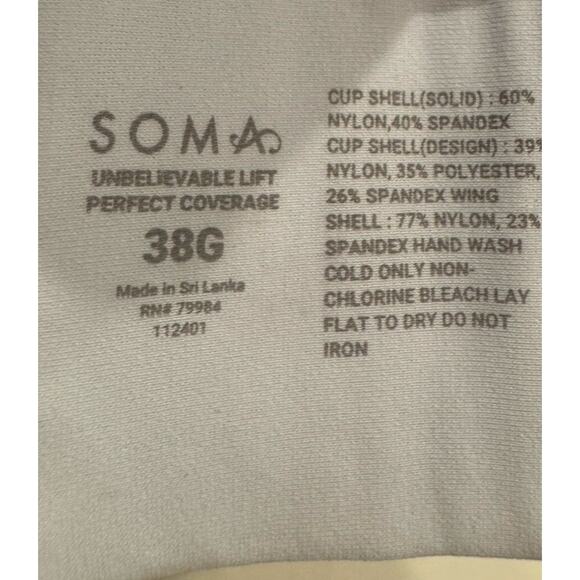 SOMA
UNBELIEVABLE LIFT
PERFECT COVERAGE
38G
Made in Sri Lanka
RN# 79984
112401
CUP SHELL(SOLID) : 60%
NYLON,40% SPANDEX
CUP SHELL(DESIGN) : 39%
NYLON, 35% POLYESTER,
26% SPANDEX WING
SHELL : 77% NYLON, 23%
SPANDEX HAND WASH
COLD ONLY NON-
CHLORINE BLEACH LAY
FLAT TO DRY DO NOT
IRON